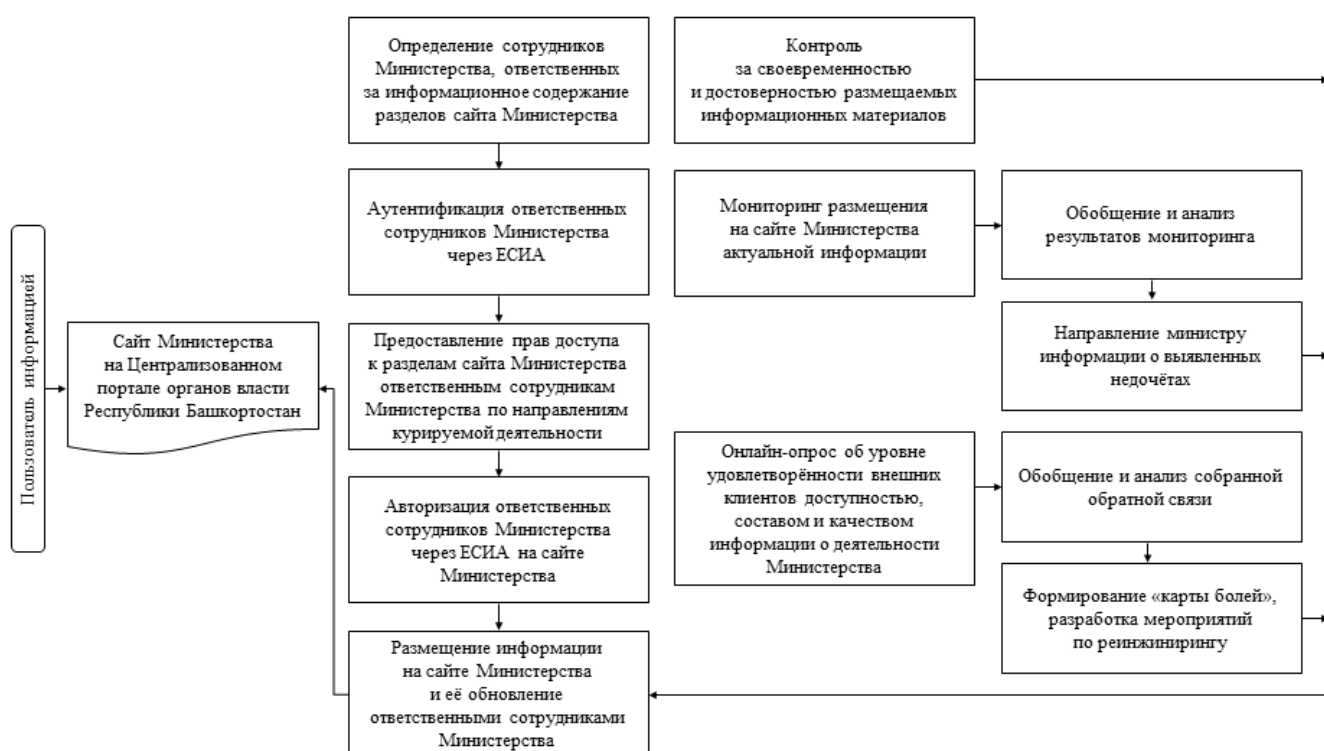 Пользователь информацией
Сайт Министерства
на Централизованном
портале органов власти
Республики Башкортостан
Определение сотрудников
Министерства, ответственных
за информационное содержание
разделов сайта Министерства
Аутентификация ответственных
сотрудников Министерства
через ЕСИА
Предоставление прав доступа
к разделам сайта Министерства
ответственным сотрудникам
Министерства по направлениям
курируемой деятельности
Авторизация ответственных
сотрудников Министерства
через ЕСИА на сайте
Министерства
Размещение информации
на сайте Министерства
и её обновление
ответственными сотрудниками
Министерства
Контроль
за своевременностью
и достоверностью размещаемых
информационных материалов
Мониторинг размещения
на сайте Министерства
актуальной информации
Обобщение и анализ
результатов мониторинга
Направление министру
информации о выявленных
недочётах
Онлайн-опрос об уровне
удовлетворённости внешних
клиентов доступностью,
составом и качеством
информации о деятельности
Министерства
Обобщение и анализ собранной
обратной связи
Формирование «карты болей»,
разработка мероприятий
по реинжинирингу